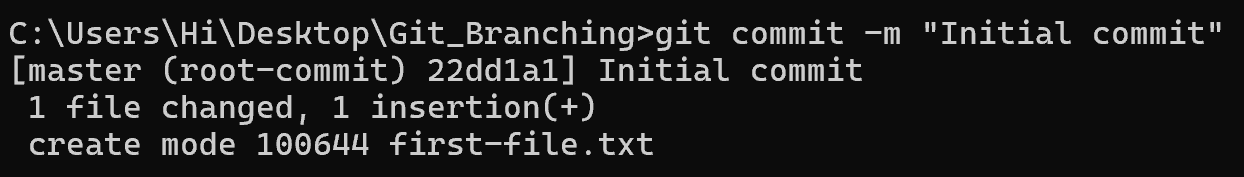 C:\Users\Hi\Desktop\Git_Branching>git commit -m "Initial commit"
[master (root-commit) 22dd1a1] Initial commit
 1 file changed, 1 insertion(+)
 create mode 100644 first-file.txt